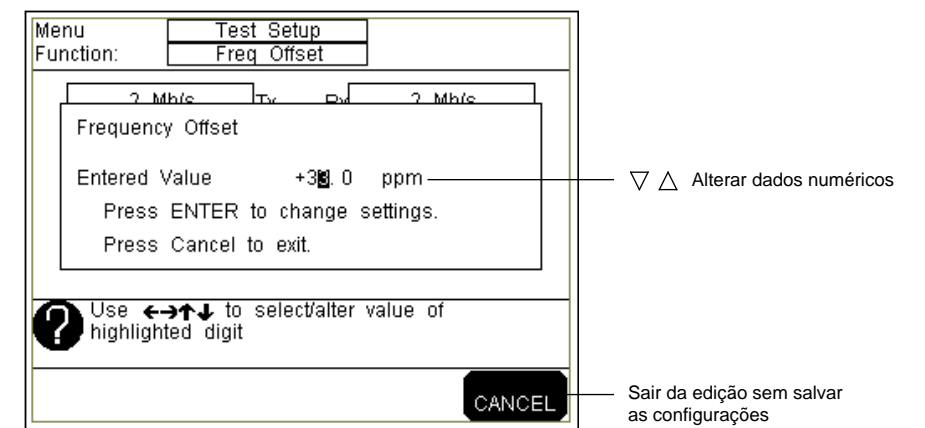 Menu Test Setup
Function: Freq Offset
2 Mb/s Tx Rx 2 Mb/s
Frequency Offset
Entered Value +33.0 ppm
▽ △ Alterar dados numéricos
Press ENTER to change settings.
Press Cancel to exit.
? Use ←→↑↓ to select/alter value of
highlighted digit
CANCEL
Sair da edição sem salvar
as configurações